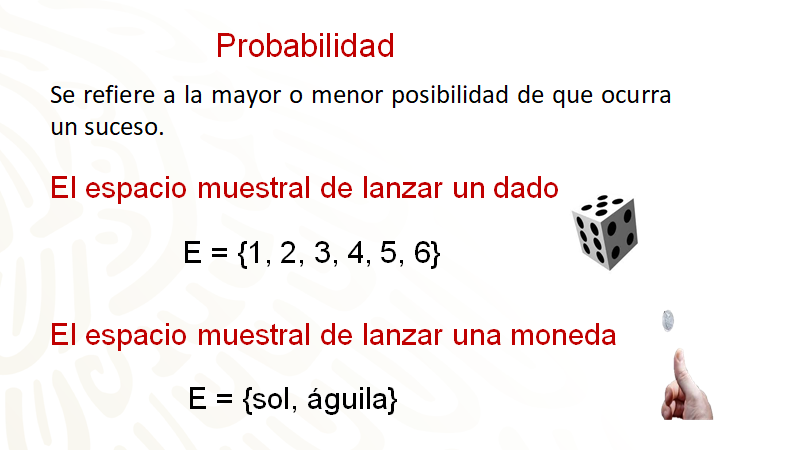 Probabilidad
Se refiere a la mayor o menor posibilidad de que ocurra
un suceso.
El espacio muestral de lanzar un dado
E = {1, 2, 3, 4, 5, 6}
El espacio muestral de lanzar una moneda
E = {sol, águila}